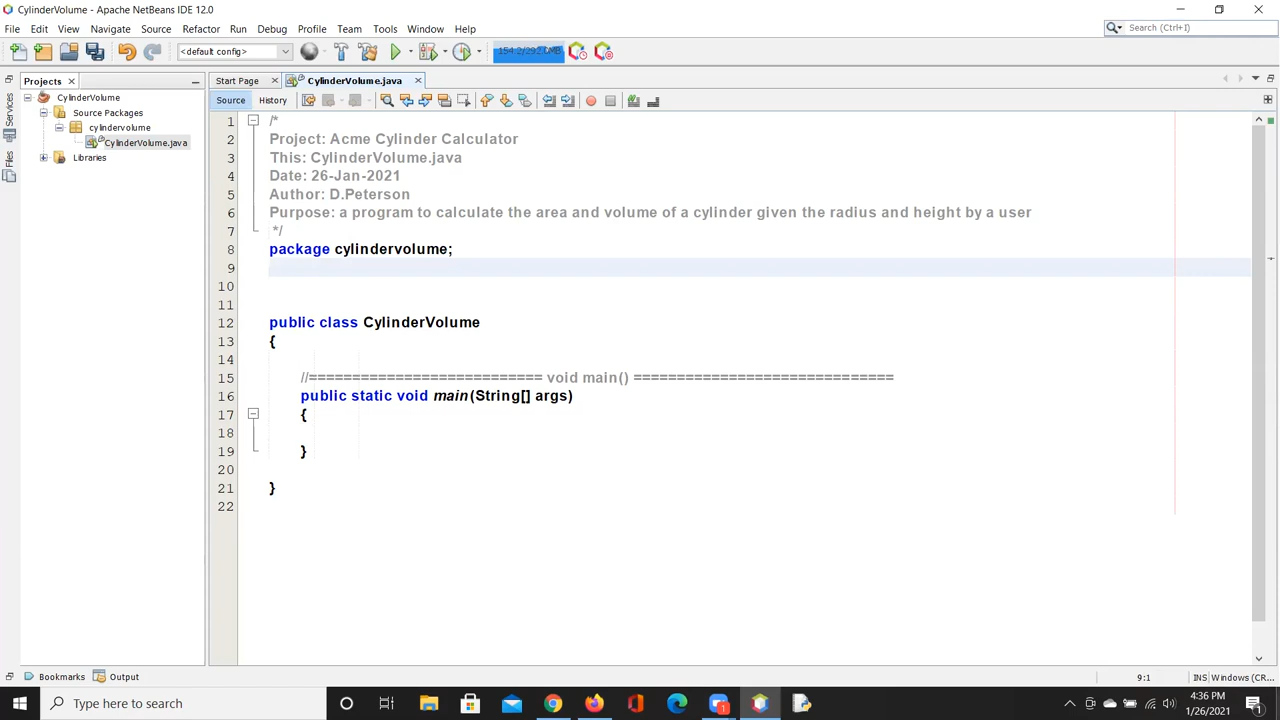 CylinderVolume - Apache NetBeans IDE 12.0
File Edit View Navigate Source Refactor Run Debug Profile Team Tools Window Help
Search (Ctrl+I)
<default config>
Projects
Start Page
CylinderVolume.java
Source History
Services
Files
CylinderVolume
Source Packages
cylindervolume
CylinderVolume.java
Libraries
1 /*
2 Project: Acme Cylinder Calculator
3 This: CylinderVolume.java
4 Date: 26-Jan-2021
5 Author: D.Peterson
6 Purpose: a program to calculate the area and volume of a cylinder given the radius and height by a user
7 */
8 package cylindervolume;
9
10
11
12 public class CylinderVolume
13 {
14
15 //=========================== void main() ==============================
16 public static void main(String[] args)
17 {
18
19 }
20
21 }
22
Bookmarks Output
9:1 INS Windows (CR...
Type here to search
1
4:36 PM
1/26/2021
1